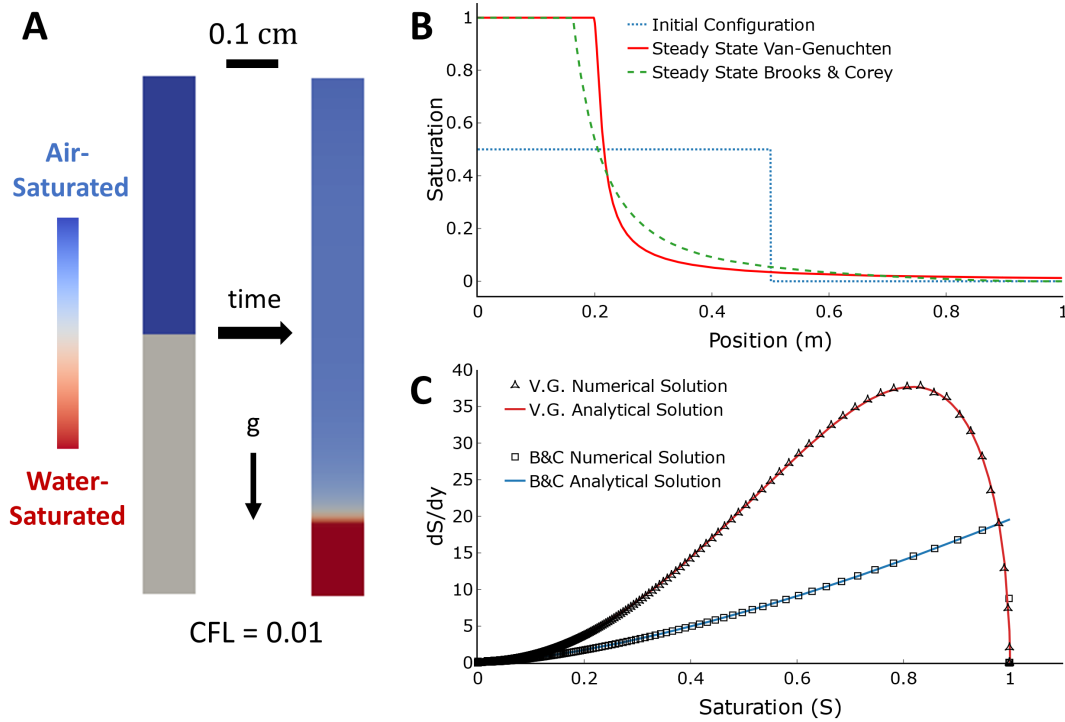 A
0.1 cm
Air-
Saturated
time
g
Water-
Saturated
CFL = 0.01
B
Initial Configuration
Steady State Van-Genuchten
Steady State Brooks & Corey
Saturation
1
0.8
0.6
0.4
0.2
0
0 0.2 0.4 0.6 0.8 1
Position (m)
C
V.G. Numerical Solution
V.G. Analytical Solution
B&C Numerical Solution
B&C Analytical Solution
dS/dy
40
35
30
25
20
15
10
5
0
0 0.2 0.4 0.6 0.8 1
Saturation (S)